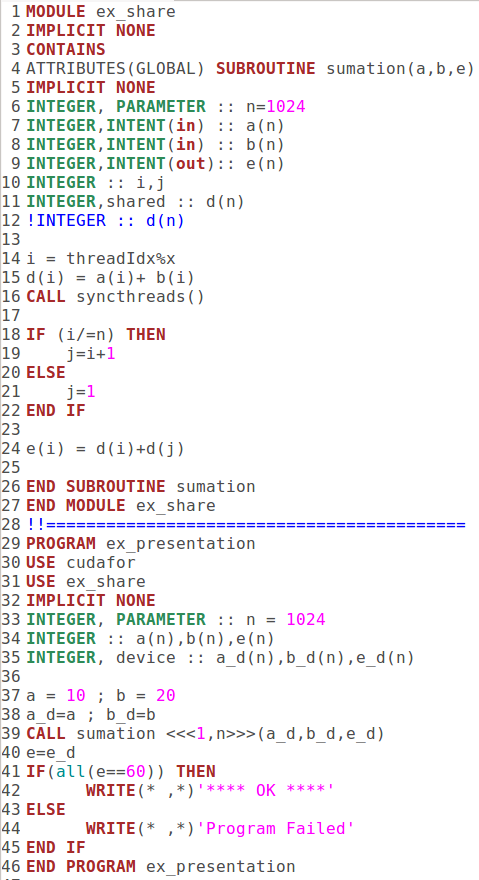 1 MODULE ex_share
2 IMPLICIT NONE
3 CONTAINS
4 ATTRIBUTES(GLOBAL) SUBROUTINE sumation(a,b,e)
5 IMPLICIT NONE
6 INTEGER, PARAMETER :: n=1024
7 INTEGER,INTENT(in) :: a(n)
8 INTEGER,INTENT(in) :: b(n)
9 INTEGER,INTENT(out):: e(n)
10 INTEGER :: i,j
11 INTEGER,shared :: d(n)
12 !INTEGER :: d(n)
13
14 i = threadIdx%x
15 d(i) = a(i)+ b(i)
16 CALL syncthreads()
17
18 IF (i/=n) THEN
19     j=i+1
20 ELSE
21     j=1
22 END IF
23
24 e(i) = d(i)+d(j)
25
26 END SUBROUTINE sumation
27 END MODULE ex_share
28 !!==========================================
29 PROGRAM ex_presentation
30 USE cudafor
31 USE ex_share
32 IMPLICIT NONE
33 INTEGER, PARAMETER :: n = 1024
34 INTEGER :: a(n),b(n),e(n)
35 INTEGER, device :: a_d(n),b_d(n),e_d(n)
36
37 a = 10 ; b = 20
38 a_d=a ; b_d=b
39 CALL sumation <<<1,n>>>(a_d,b_d,e_d)
40 e=e_d
41 IF(all(e==60)) THEN
42       WRITE(* ,*)'**** OK ****'
43 ELSE
44       WRITE(* ,*)'Program Failed'
45 END IF
46 END PROGRAM ex_presentation